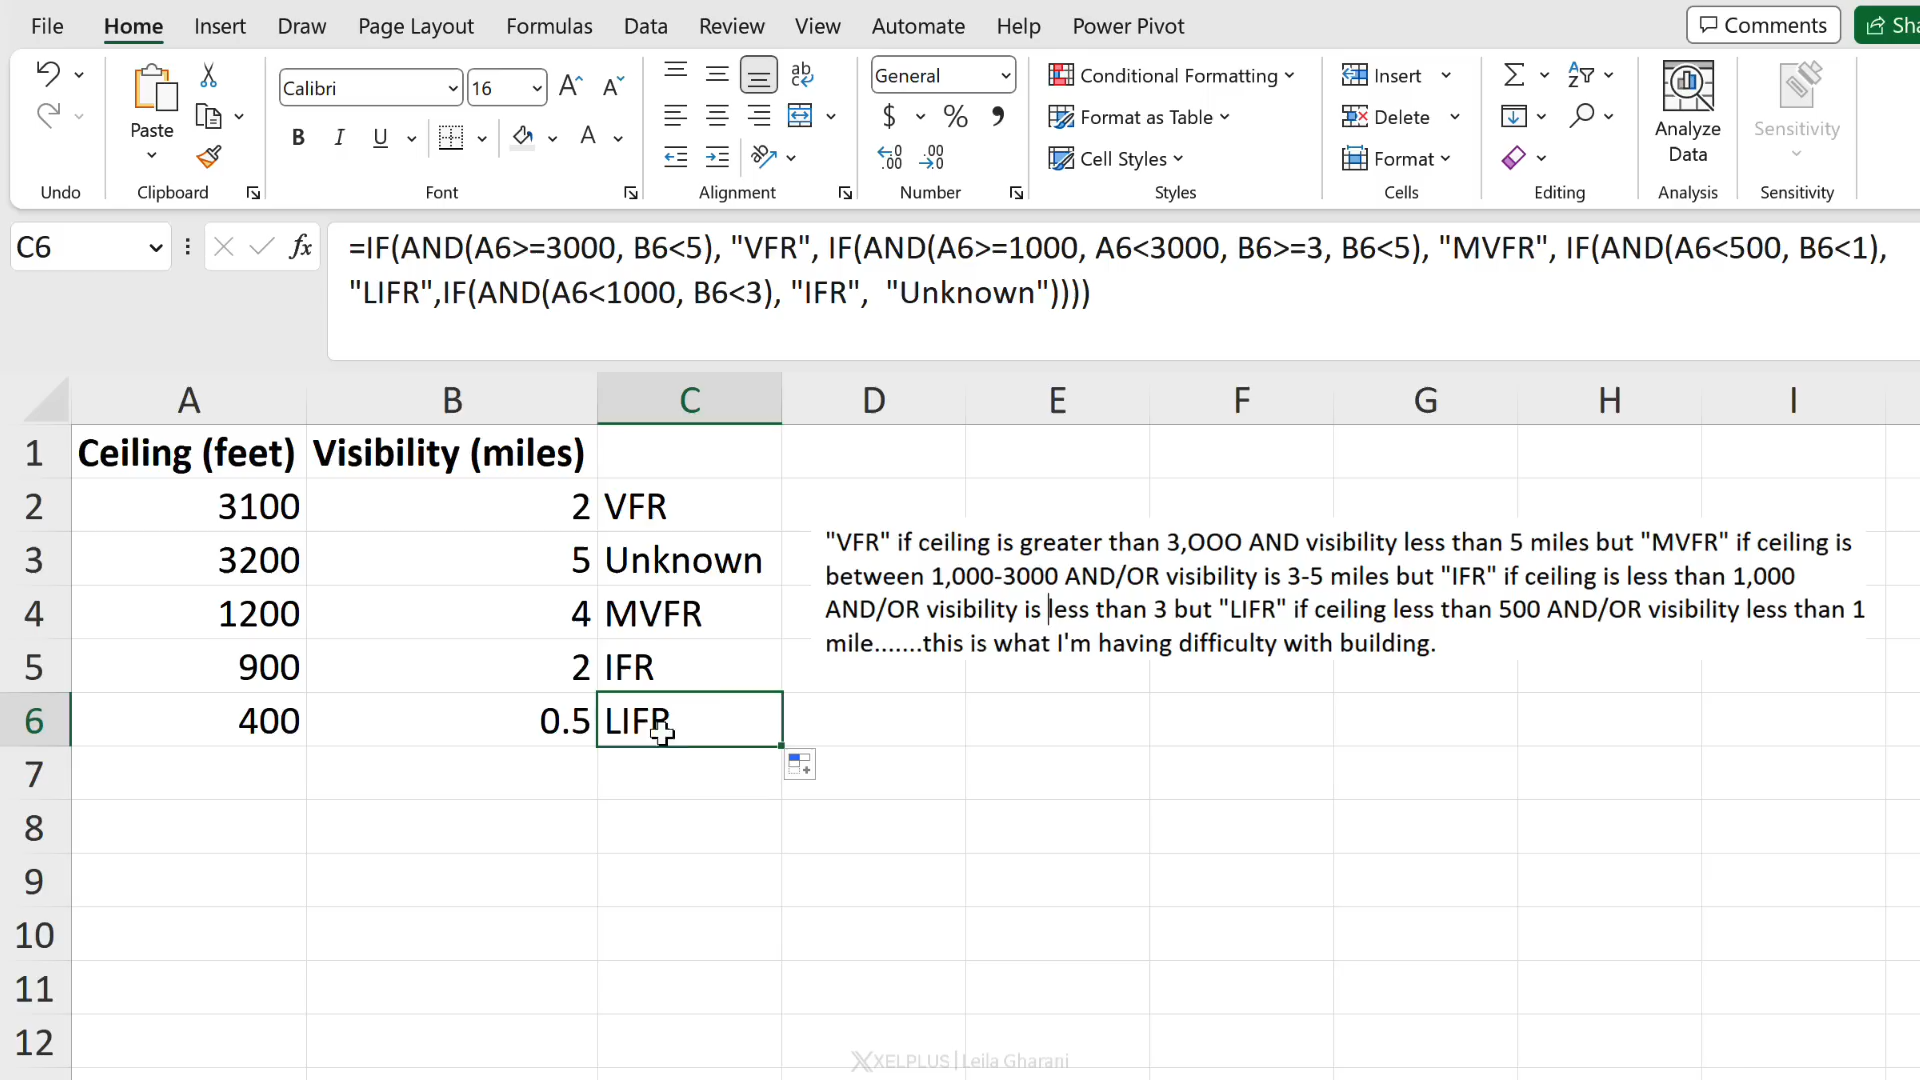 File Home Insert Draw Page Layout Formulas Data Review View Automate Help Power Pivot Comments Sha
Paste
Calibri 16
B I U A
ab
General
$ % 9
.00 .00
Conditional Formatting
Format as Table
Cell Styles
Insert
Delete
Format
Analyze
Data
Sensitivity
Undo Clipboard Font Alignment Number Styles Cells Editing Analysis Sensitivity
C6 fx =IF(AND(A6>=3000, B6<5), "VFR", IF(AND(A6>=1000, A6<3000, B6>=3, B6<5), "MVFR", IF(AND(A6<500, B6<1),
"LIFR",IF(AND(A6<1000, B6<3), "IFR",  "Unknown"))))
A B C D E F G H I
1 Ceiling (feet) Visibility (miles)
2 3100 2 VFR
3 3200 5 Unknown
4 1200 4 MVFR
5 900 2 IFR
6 400 0.5 LIFR
7
8
9
10
11
12
"VFR" if ceiling is greater than 3,OOO AND visibility less than 5 miles but "MVFR" if ceiling is
between 1,000-3000 AND/OR visibility is 3-5 miles but "IFR" if ceiling is less than 1,000
AND/OR visibility is less than 3 but "LIFR" if ceiling less than 500 AND/OR visibility less than 1
mile.......this is what I'm having difficulty with building.
XELPLUS | Leila Gharani